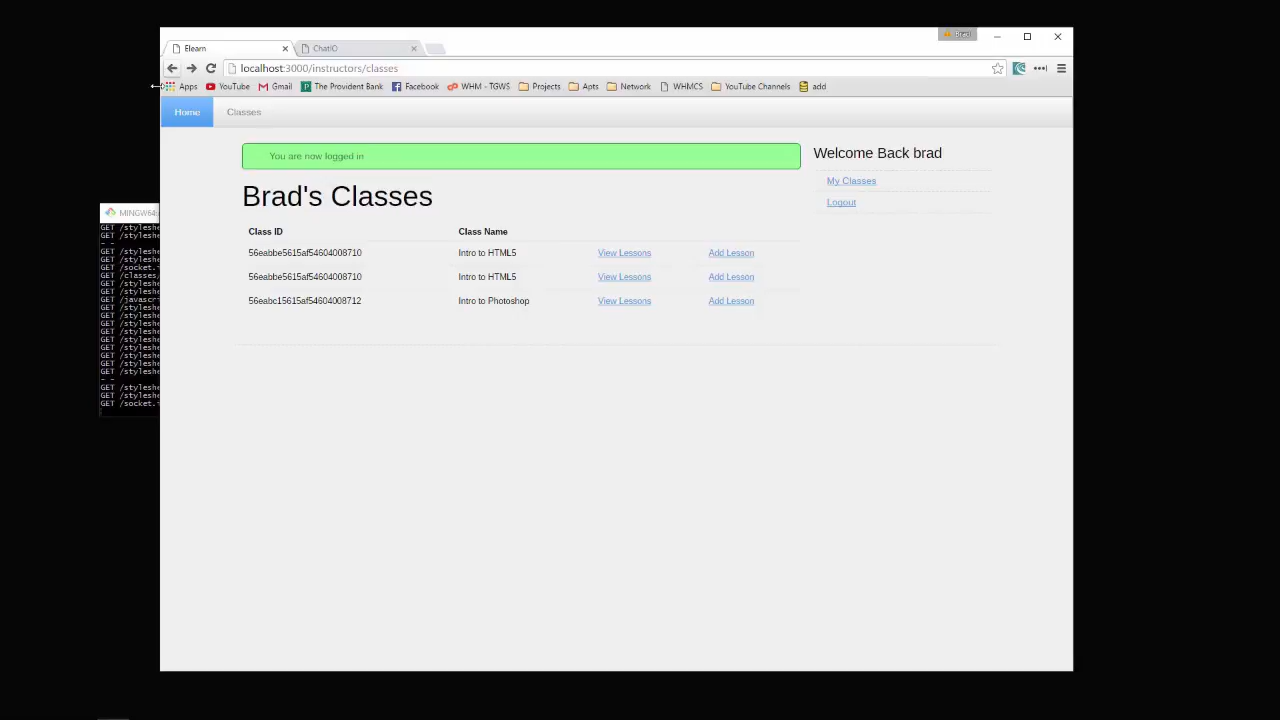 Brad
Elearn
ChatIO
localhost:3000/instructors/classes
Apps YouTube Gmail The Provident Bank Facebook WHM - TGWS Projects Apts Network WHMCS YouTube Channels add
Home Classes
You are now logged in
Welcome Back brad
My Classes
Logout
Brad's Classes
Class ID Class Name
56eabbe5615af54604008710 Intro to HTML5 View Lessons Add Lesson
56eabbe5615af54604008710 Intro to HTML5 View Lessons Add Lesson
56eabc15615af54604008712 Intro to Photoshop View Lessons Add Lesson
MINGW64:
GET /styleshe
GET /styleshe
- -
GET /styleshe
GET /styleshe
GET /socket.i
GET /classes/
GET /styleshe
GET /styleshe
GET /javascri
GET /styleshe
GET /styleshe
GET /styleshe
GET /styleshe
GET /styleshe
GET /styleshe
GET /styleshe
GET /styleshe
GET /styleshe
- -
GET /styleshe
GET /styleshe
GET /socket.i